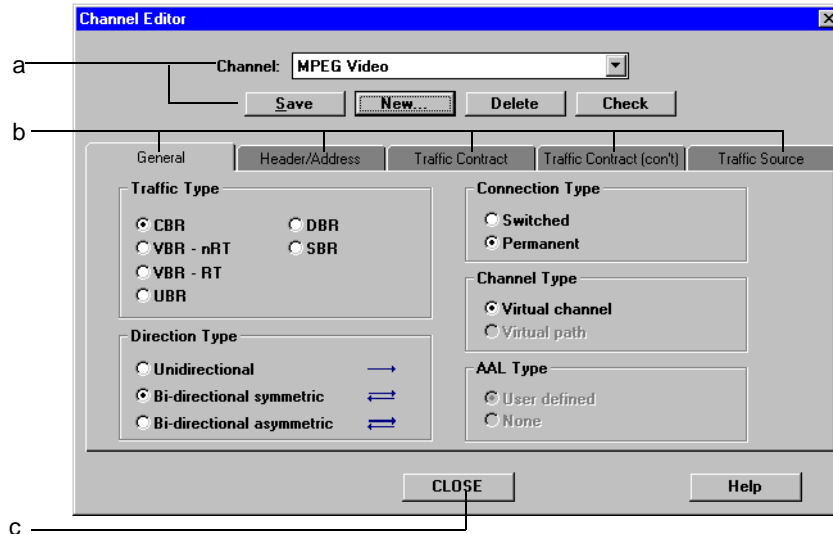 Channel Editor
a
Channel: MPEG Video
Save New... Delete Check
b
General Header/Address Traffic Contract Traffic Contract (con't) Traffic Source
Traffic Type
CBR DBR
VBR - nRT SBR
VBR - RT
UBR
Connection Type
Switched
Permanent
Channel Type
Virtual channel
Virtual path
Direction Type
Unidirectional
Bi-directional symmetric
Bi-directional asymmetric
AAL Type
User defined
None
CLOSE Help
c